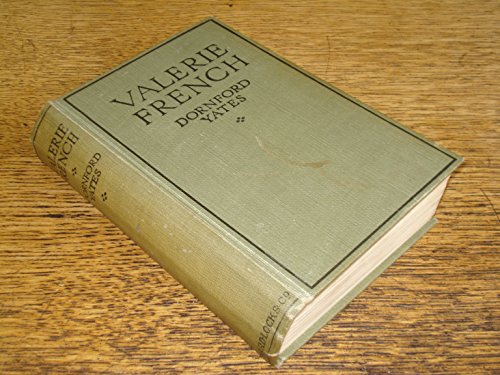 VALERIE
FRENCH
DORNFORD
YATES
VALERIE
FRENCH
DORNFORD
YATES